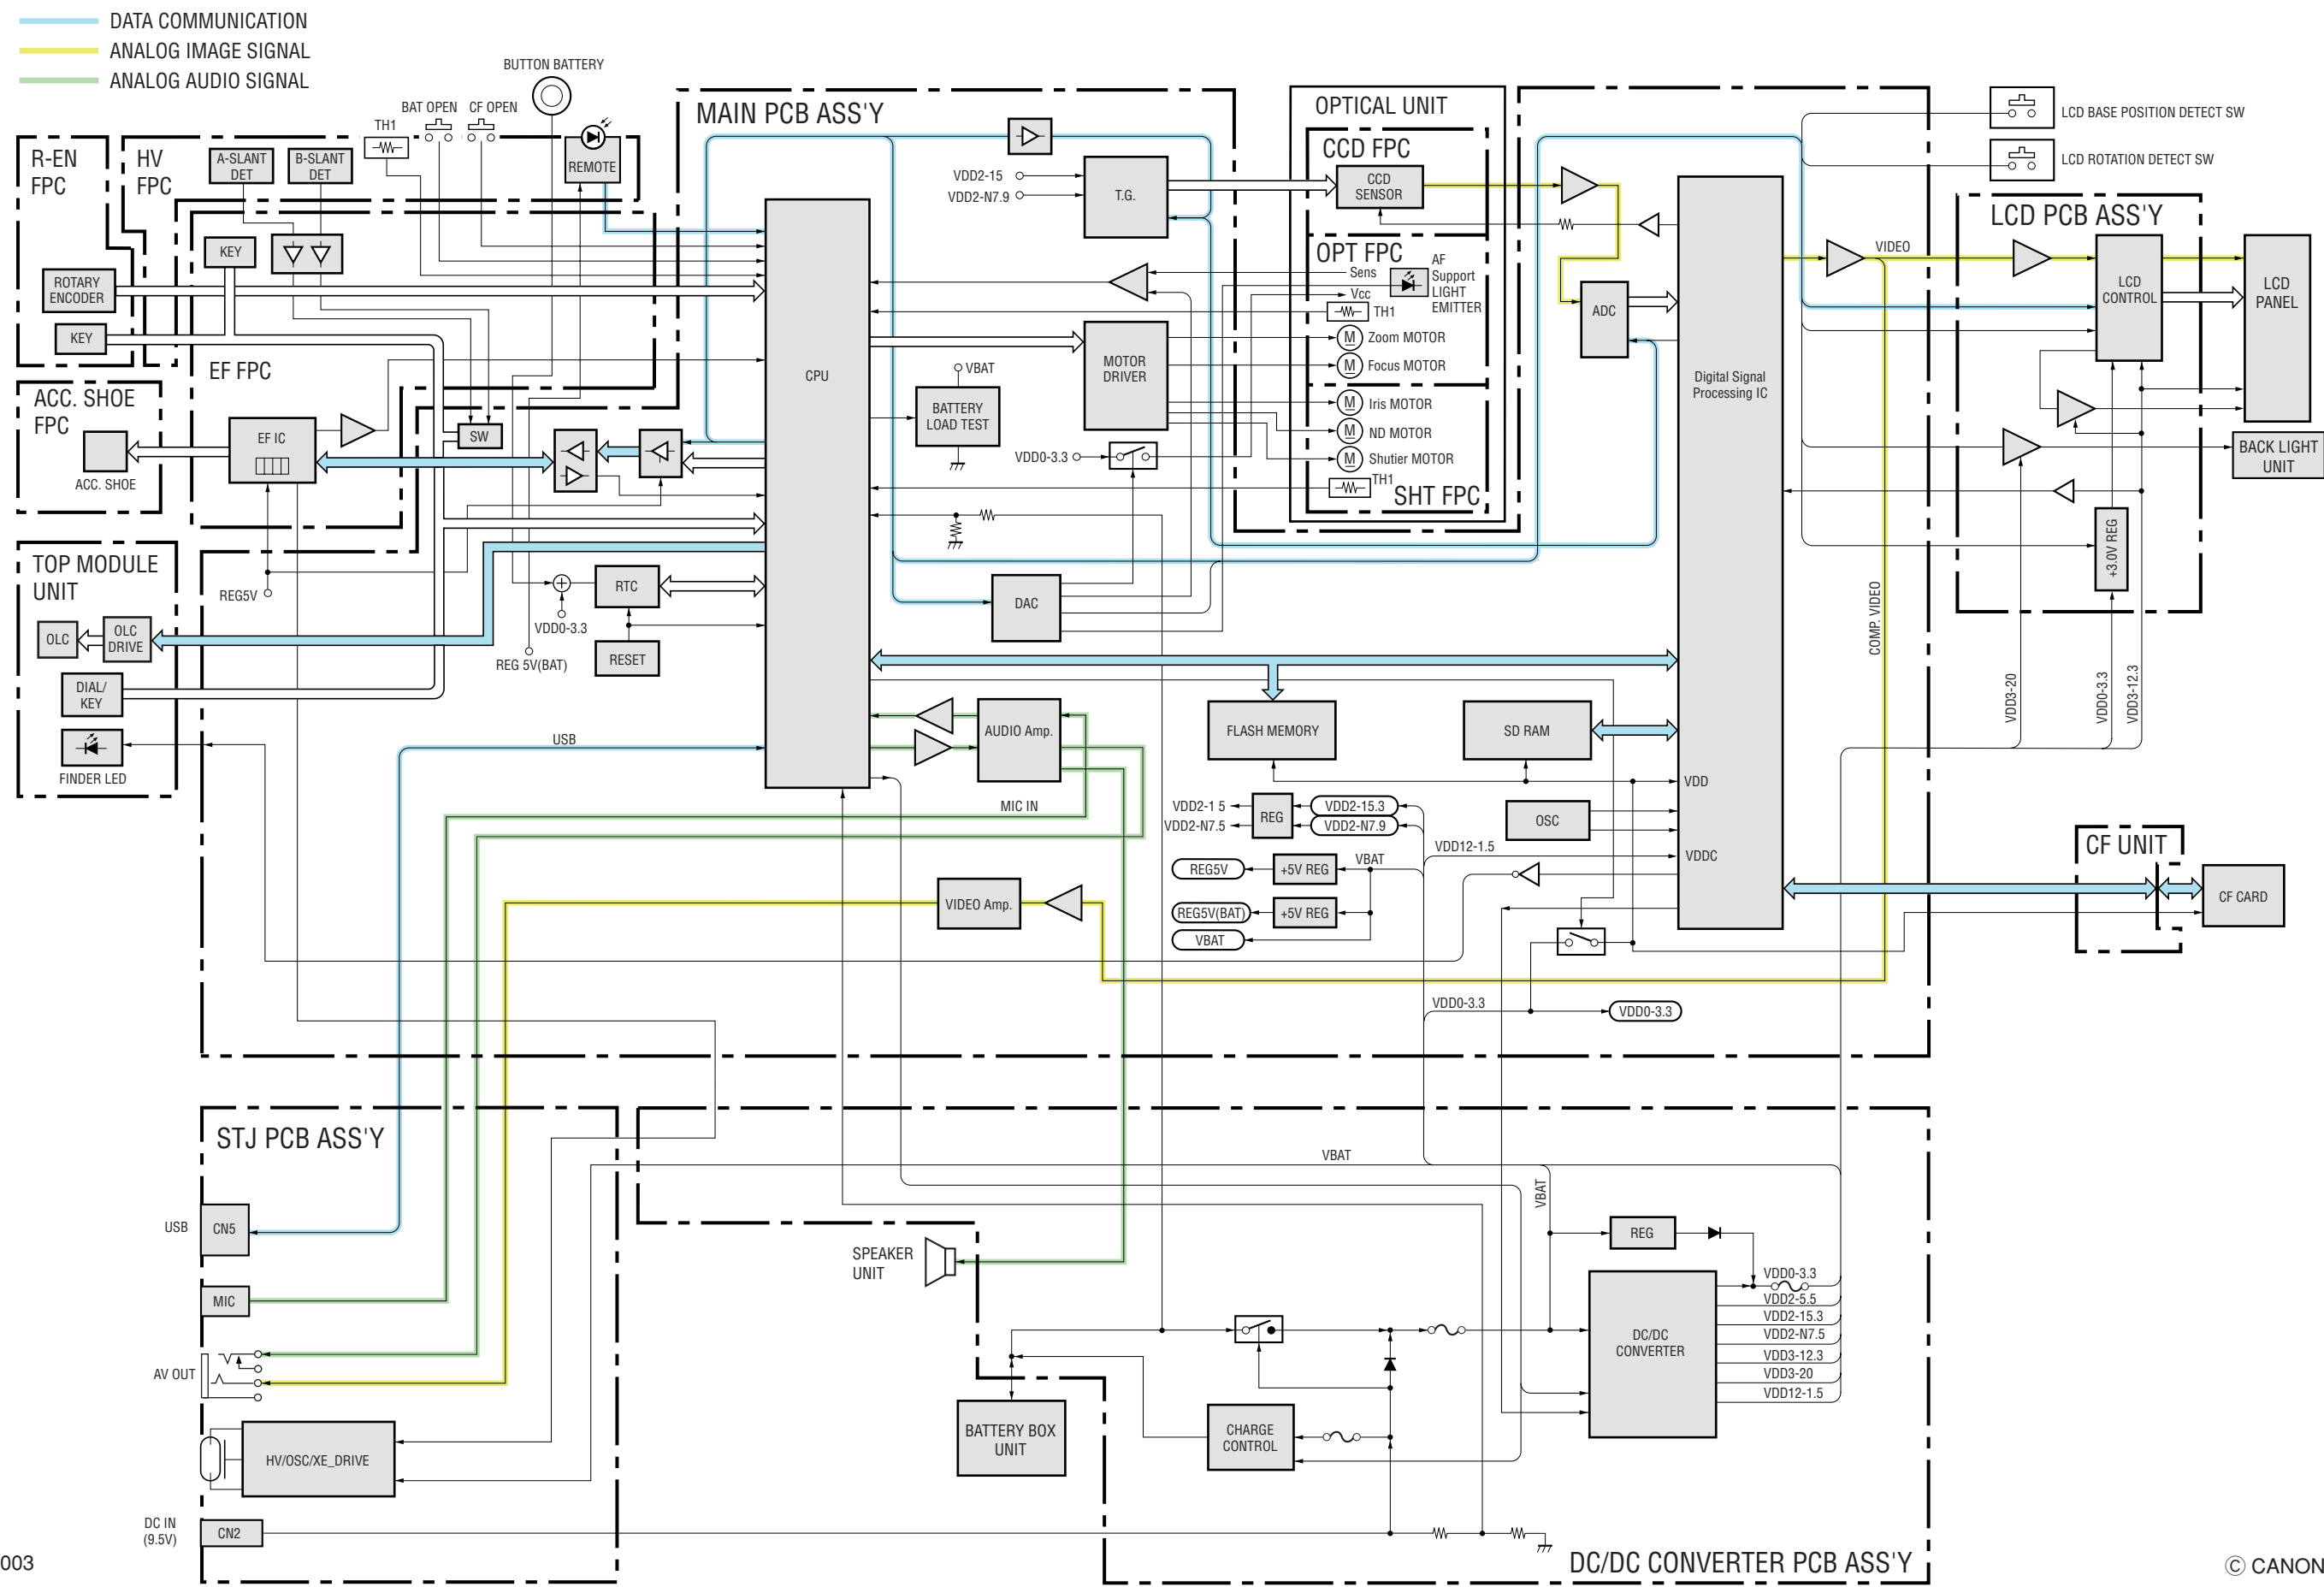 DATA COMMUNICATION
ANALOG IMAGE SIGNAL
ANALOG AUDIO SIGNAL
BUTTON BATTERY
BAT OPEN
CF OPEN
TH1
REMOTE
R-EN
FPC
HV
FPC
A-SLANT
DET
B-SLANT
DET
KEY
ROTARY
ENCODER
KEY
EF FPC
ACC. SHOE
FPC
ACC. SHOE
EF IC
SW
REG5V
TOP MODULE
UNIT
OLC
OLC
DRIVE
DIAL/
KEY
FINDER LED
VDD0-3.3
REG 5V(BAT)
RTC
RESET
USB
MAIN PCB ASS'Y
CPU
VDD2-15
VDD2-N7.9
T.G.
MOTOR
DRIVER
VBAT
BATTERY
LOAD TEST
VDD0-3.3
DAC
AUDIO Amp.
MIC IN
VIDEO Amp.
OPTICAL UNIT
CCD FPC
CCD
SENSOR
OPT FPC
Sens
Vcc
AF
Support
LIGHT
EMITTER
TH1
Zoom MOTOR
Focus MOTOR
Iris MOTOR
ND MOTOR
Shutier MOTOR
TH1
SHT FPC
ADC
Digital Signal
Processing IC
VDD
VDDC
FLASH MEMORY
SD RAM
OSC
VDD2-1 5
VDD2-N7.5
REG
VDD2-15.3
VDD2-N7.9
VDD12-1.5
REG5V
+5V REG
VBAT
REG5V(BAT)
+5V REG
VBAT
VDD0-3.3
VDD0-3.3
VIDEO
COMP. VIDEO
LCD BASE POSITION DETECT SW
LCD ROTATION DETECT SW
LCD PCB ASS'Y
LCD
CONTROL
LCD
PANEL
BACK LIGHT
UNIT
+3.0V REG
VDD3-20
VDD0-3.3
VDD3-12.3
CF UNIT
CF CARD
STJ PCB ASS'Y
USB
CN5
MIC
AV OUT
HV/OSC/XE_DRIVE
DC IN
(9.5V)
CN2
SPEAKER
UNIT
BATTERY BOX
UNIT
VBAT
VBAT
REG
CHARGE
CONTROL
DC/DC
CONVERTER
VDD0-3.3
VDD2-5.5
VDD2-15.3
VDD2-N7.5
VDD3-12.3
VDD3-20
VDD12-1.5
DC/DC CONVERTER PCB ASS'Y
003
© CANON
M
M
M
M
M